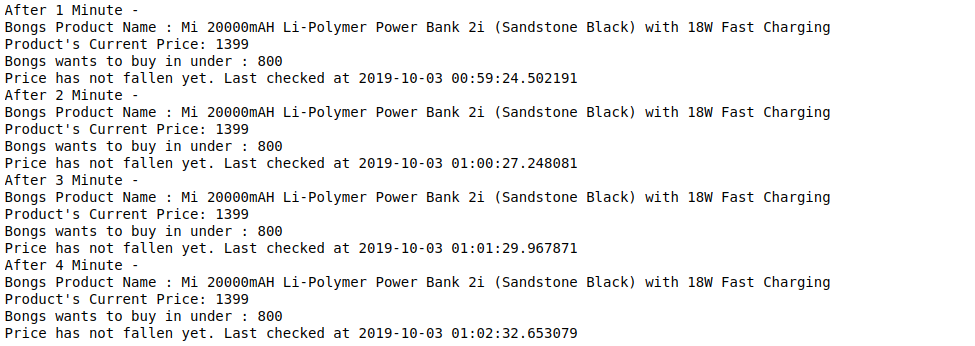 After 1 Minute -
Bongs Product Name : Mi 20000mAH Li-Polymer Power Bank 2i (Sandstone Black) with 18W Fast Charging
Product's Current Price: 1399
Bongs wants to buy in under : 800
Price has not fallen yet. Last checked at 2019-10-03 00:59:24.502191
After 2 Minute -
Bongs Product Name : Mi 20000mAH Li-Polymer Power Bank 2i (Sandstone Black) with 18W Fast Charging
Product's Current Price: 1399
Bongs wants to buy in under : 800
Price has not fallen yet. Last checked at 2019-10-03 01:00:27.248081
After 3 Minute -
Bongs Product Name : Mi 20000mAH Li-Polymer Power Bank 2i (Sandstone Black) with 18W Fast Charging
Product's Current Price: 1399
Bongs wants to buy in under : 800
Price has not fallen yet. Last checked at 2019-10-03 01:01:29.967871
After 4 Minute -
Bongs Product Name : Mi 20000mAH Li-Polymer Power Bank 2i (Sandstone Black) with 18W Fast Charging
Product's Current Price: 1399
Bongs wants to buy in under : 800
Price has not fallen yet. Last checked at 2019-10-03 01:02:32.653079